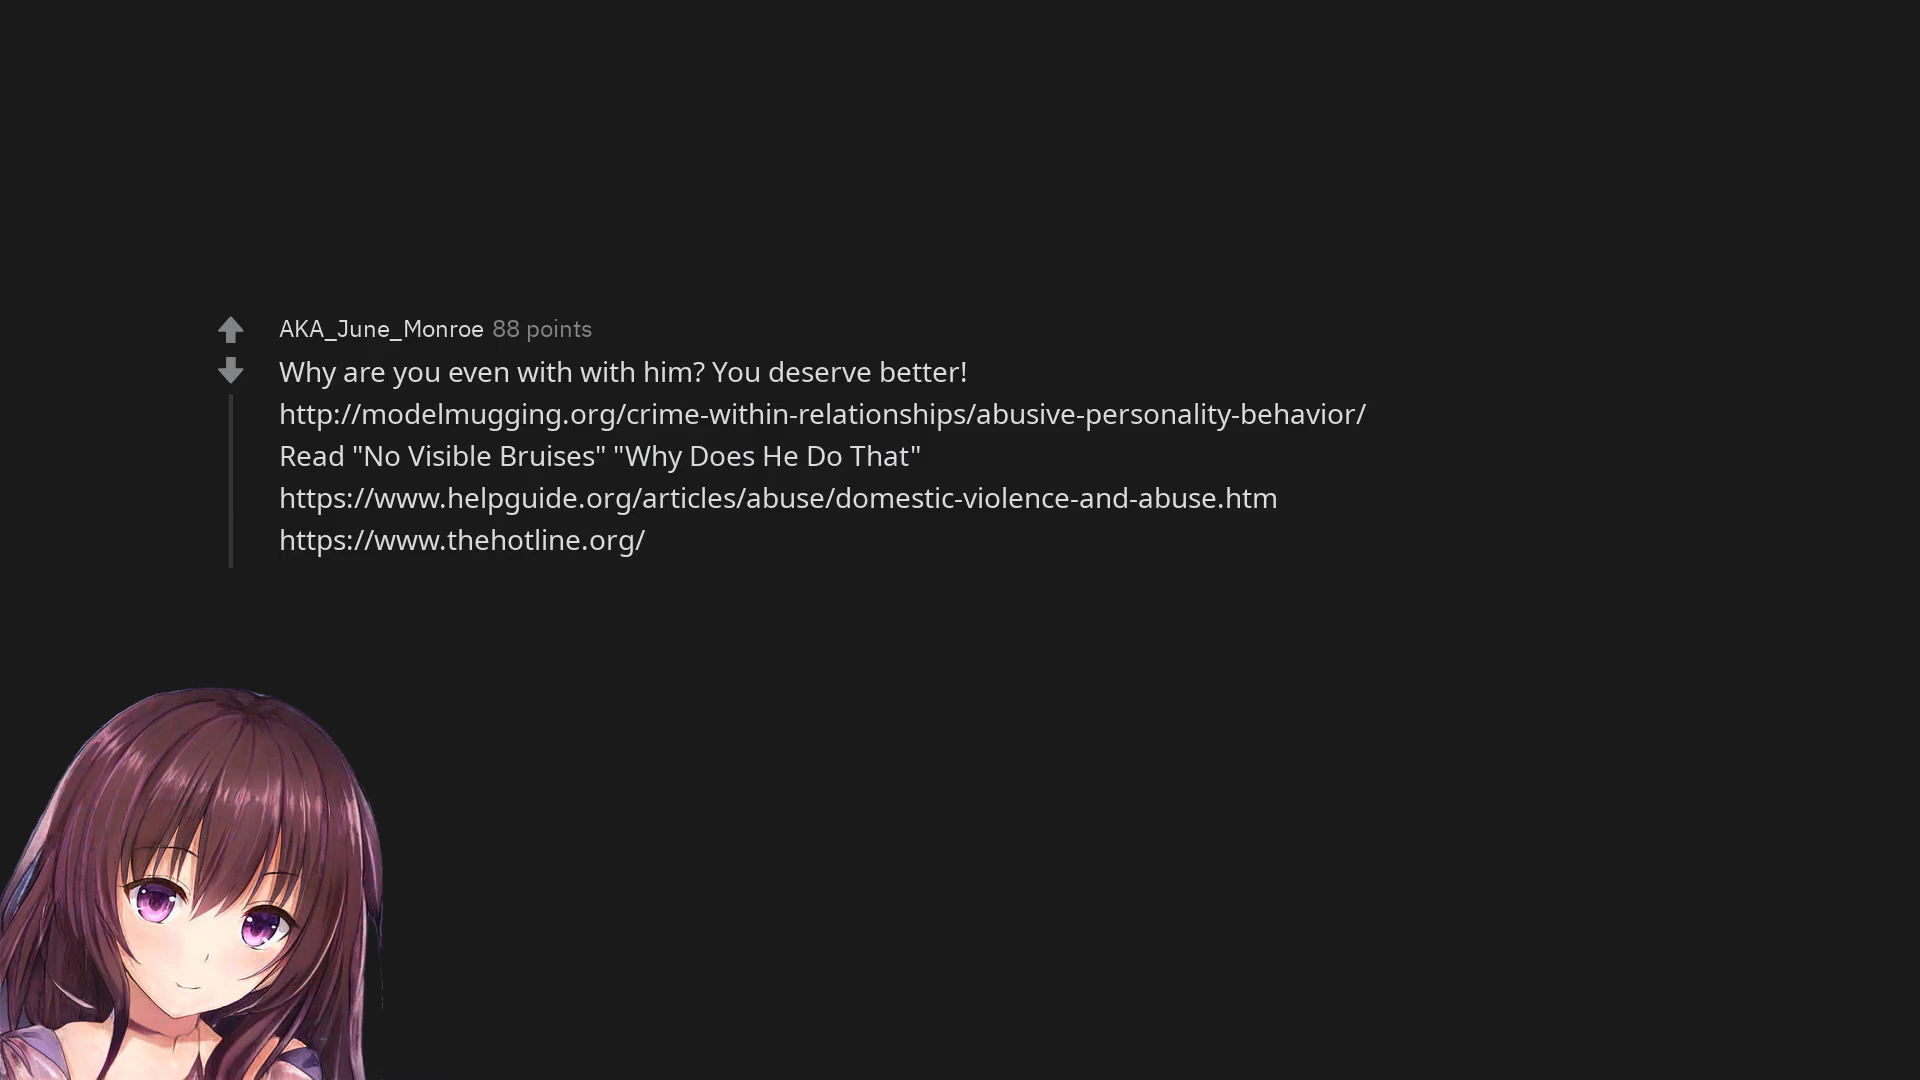 AKA_June_Monroe 88 points
Why are you even with with him? You deserve better!
http://modelmugging.org/crime-within-relationships/abusive-personality-behavior/
Read "No Visible Bruises" "Why Does He Do That"
https://www.helpguide.org/articles/abuse/domestic-violence-and-abuse.htm
https://www.thehotline.org/